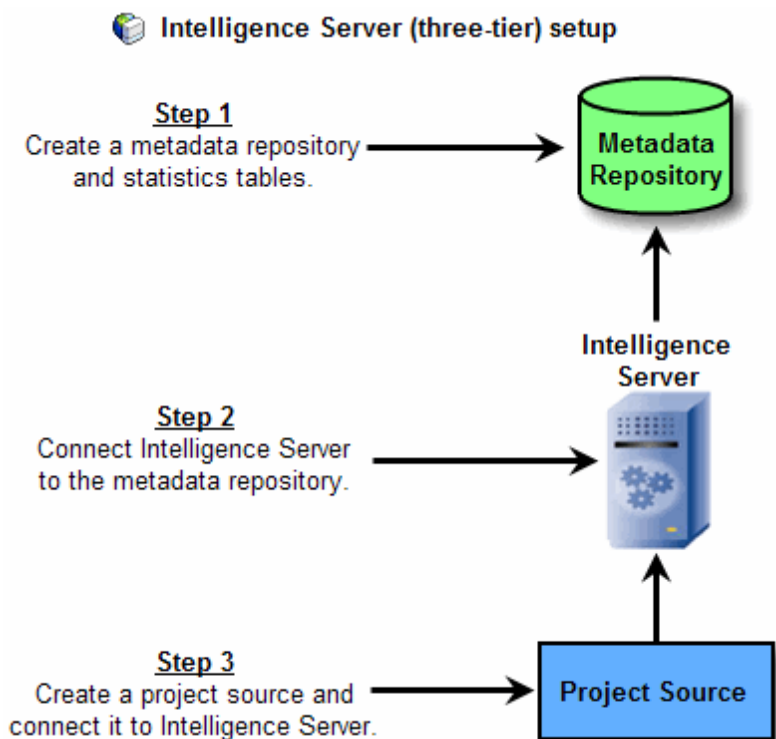 Intelligence Server (three-tier) setup
Step 1
Create a metadata repository
and statistics tables.
Metadata
Repository
Intelligence
Server
Step 2
Connect Intelligence Server
to the metadata repository.
Step 3
Create a project source and
connect it to Intelligence Server.
Project Source